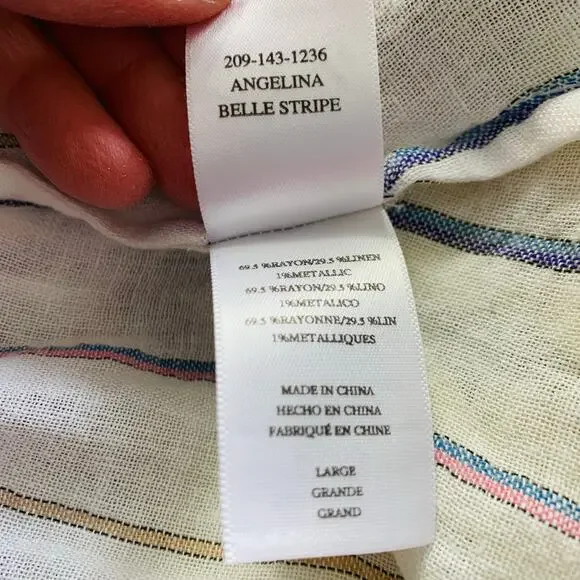 209-143-1236
ANGELINA
BELLE STRIPE
69.5 %RAYON/29.5 %LINEN
1%METALLIC
69.5 %RAYON/29.5 %LINO
1%METALICO
69.5 %RAYONNE/29.5 %LIN
1%METALLIQUES
MADE IN CHINA
HECHO EN CHINA
FABRIQUÉ EN CHINE
LARGE
GRANDE
GRAND